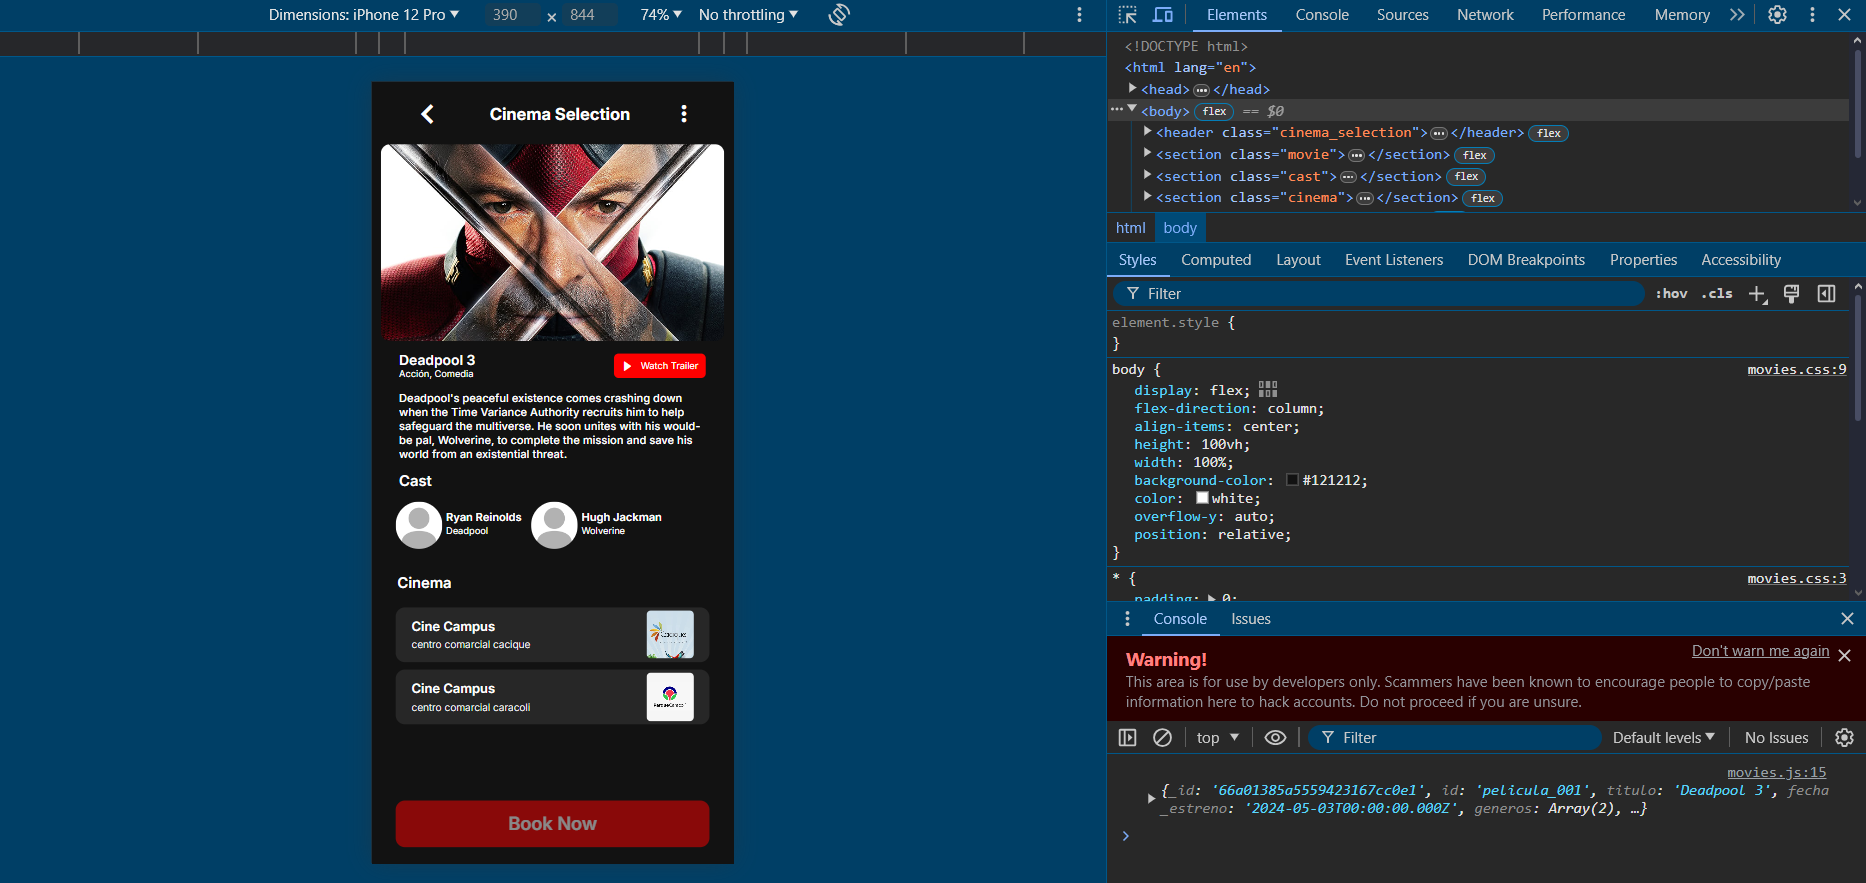 Dimensions: iPhone 12 Pro 390 × 844 74% No throttling
Cinema Selection
Deadpool 3
Acción, Comedia
Watch Trailer
Deadpool's peaceful existence comes crashing down
when the Time Variance Authority recruits him to help
safeguard the multiverse. He soon unites with his would-
be pal, Wolverine, to complete the mission and save his
world from an existential threat.
Cast
Ryan Reinolds
Deadpool
Hugh Jackman
Wolverine
Cinema
Cine Campus
centro comercial cacique
Cine Campus
centro comercial caracoli
Book Now
Elements Console Sources Network Performance Memory
<!DOCTYPE html>
<html lang="en">
<head> … </head>
… <body> flex == $0
<header class="cinema_selection"> … </header> flex
<section class="movie"> … </section> flex
<section class="cast"> … </section> flex
<section class="cinema"> … </section> flex
html body
Styles Computed Layout Event Listeners DOM Breakpoints Properties Accessibility
Filter :hov .cls
element.style {
}
body { movies.css:9
display: flex;
flex-direction: column;
align-items: center;
height: 100vh;
width: 100%;
background-color: #121212;
color: white;
overflow-y: auto;
position: relative;
}
* { movies.css:3
padding: 0;
Console Issues
Warning! Don't warn me again
This area is for use by developers only. Scammers have been known to encourage people to copy/paste
information here to hack accounts. Do not proceed if you are unsure.
top Filter Default levels No Issues
movies.js:15
{_id: '66a01385a5559423167cc0e1', id: 'pelicula_001', titulo: 'Deadpool 3', fecha
_estreno: '2024-05-03T00:00:00.000Z', generos: Array(2), …}